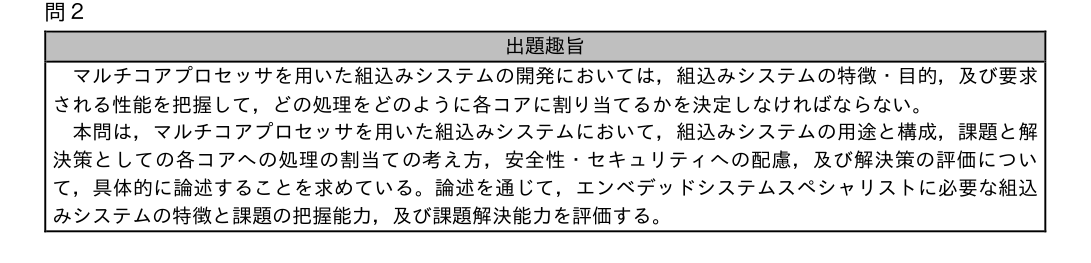 問２
出題趣旨
マルチコアプロセッサを用いた組込みシステムの開発においては，組込みシステムの特徴・目的，及び要求
される性能を把握して，どの処理をどのように各コアに割り当てるかを決定しなければならない。
本問は，マルチコアプロセッサを用いた組込みシステムにおいて，組込みシステムの用途と構成，課題と解
決策としての各コアへの処理の割当ての考え方，安全性・セキュリティへの配慮，及び解決策の評価につい
て，具体的に論述することを求めている。論述を通じて，エンベデッドシステムスペシャリストに必要な組込
みシステムの特徴と課題の把握能力，及び課題解決能力を評価する。